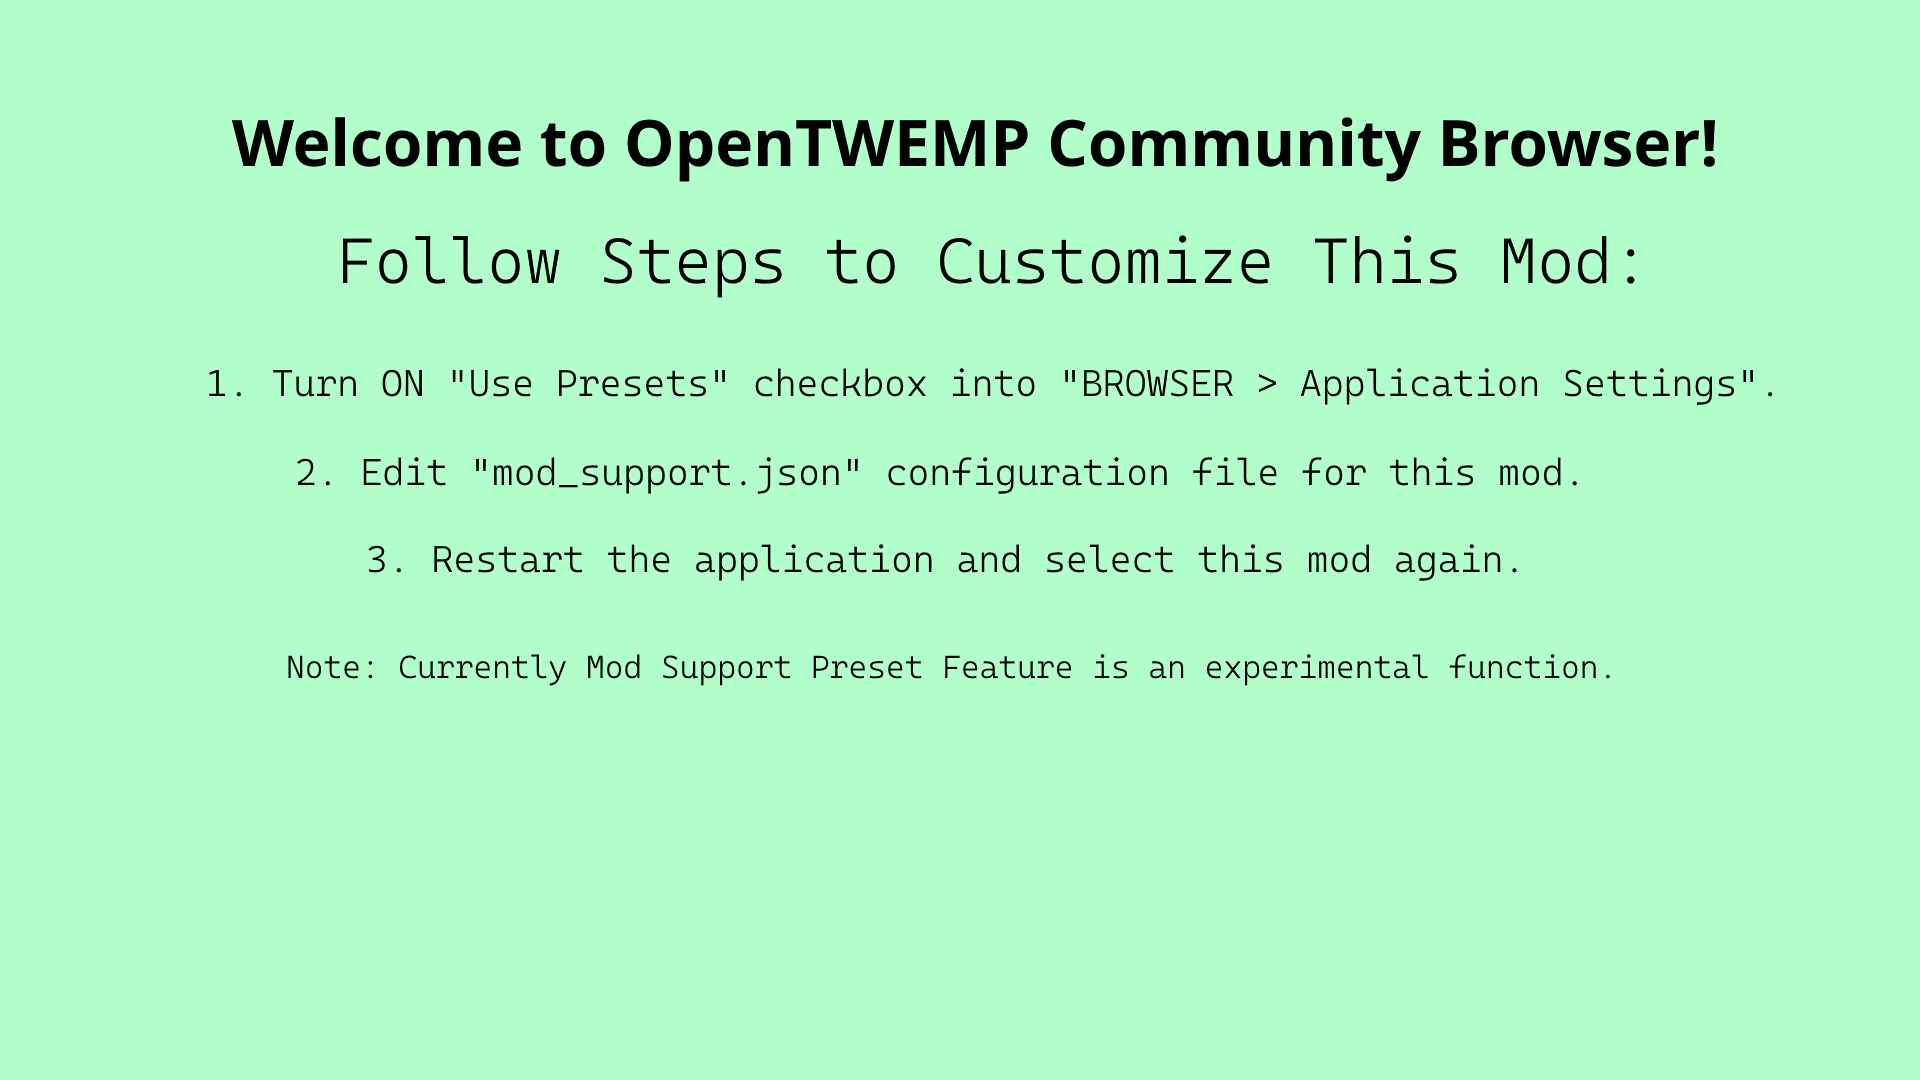 Welcome to OpenTWEMP Community Browser!
Follow Steps to Customize This Mod:
1. Turn ON "Use Presets" checkbox into "BROWSER > Application Settings".
2. Edit "mod_support.json" configuration file for this mod.
3. Restart the application and select this mod again.
Note: Currently Mod Support Preset Feature is an experimental function.